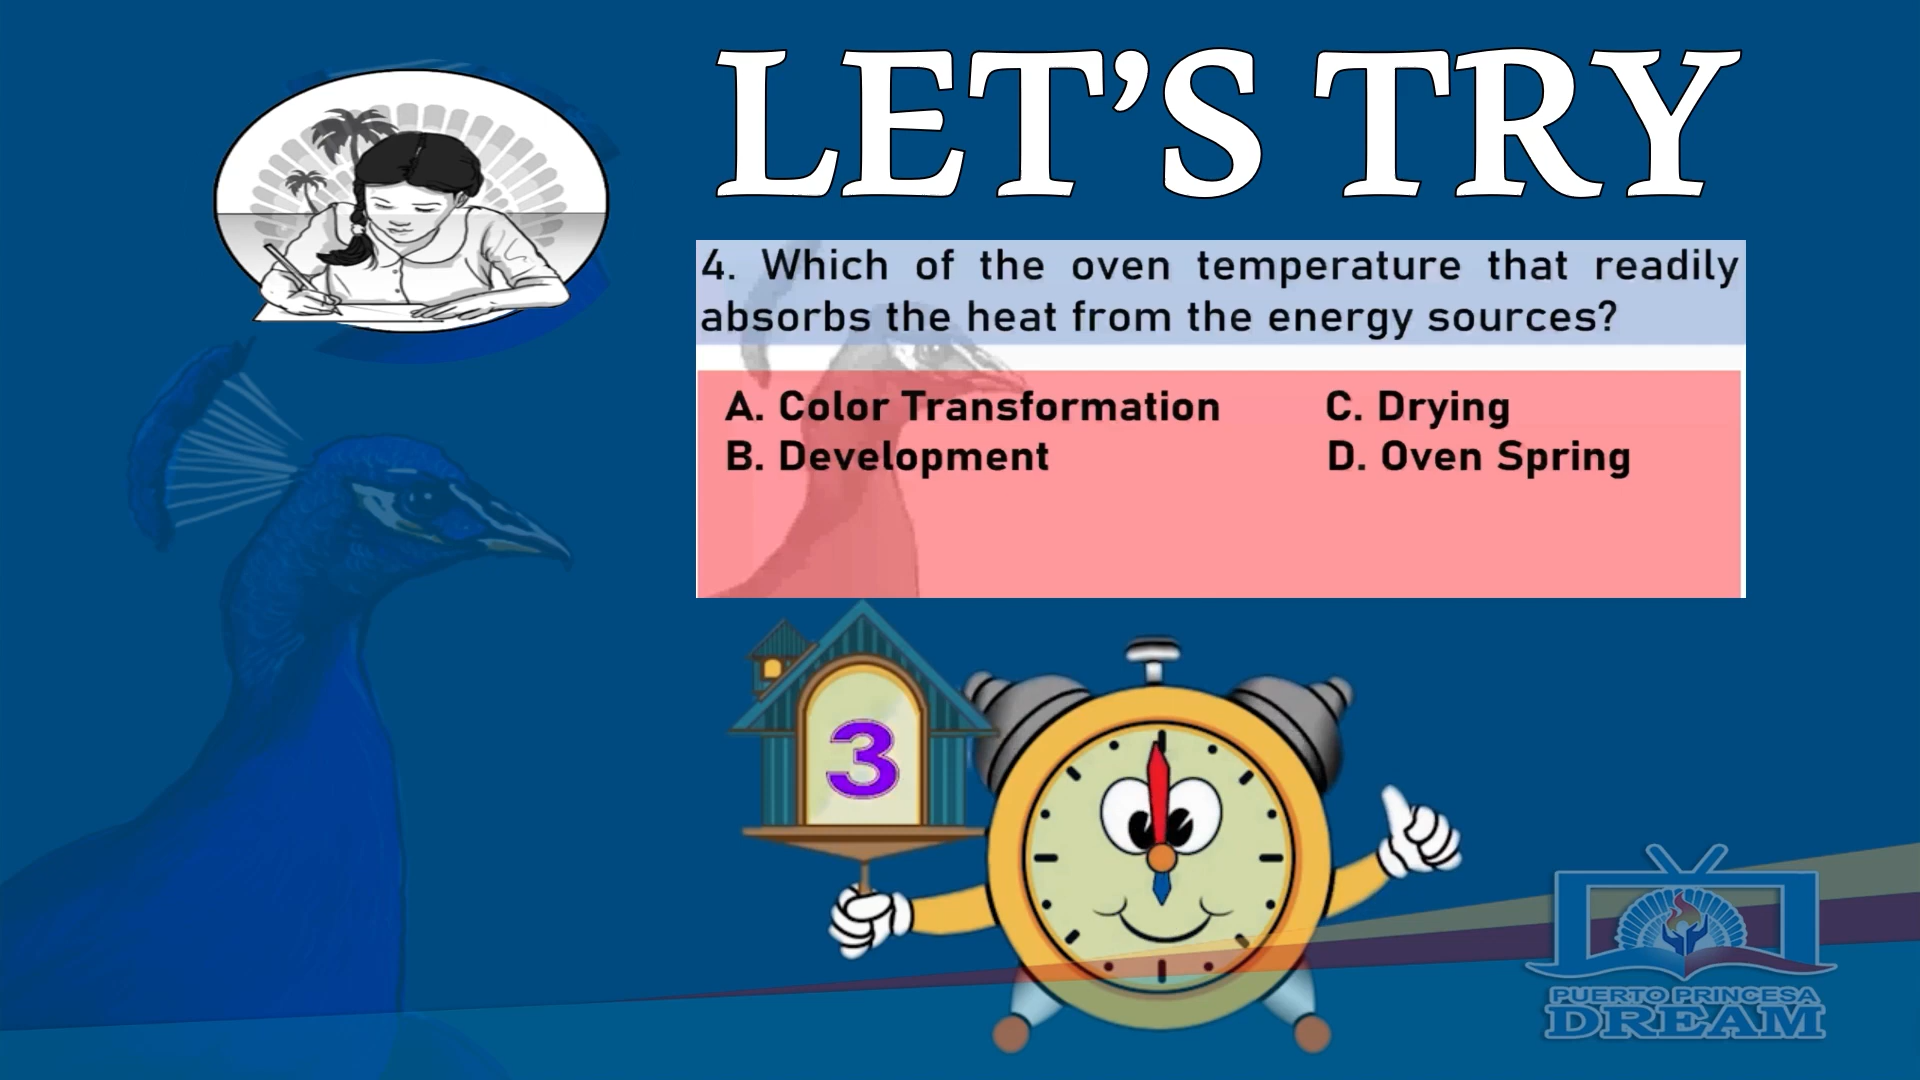 LET'S TRY
4. Which of the oven temperature that readily
absorbs the heat from the energy sources?
A. Color Transformation
C. Drying
B. Development
D. Oven Spring
3
PUERTO PRINCESA
DREAM